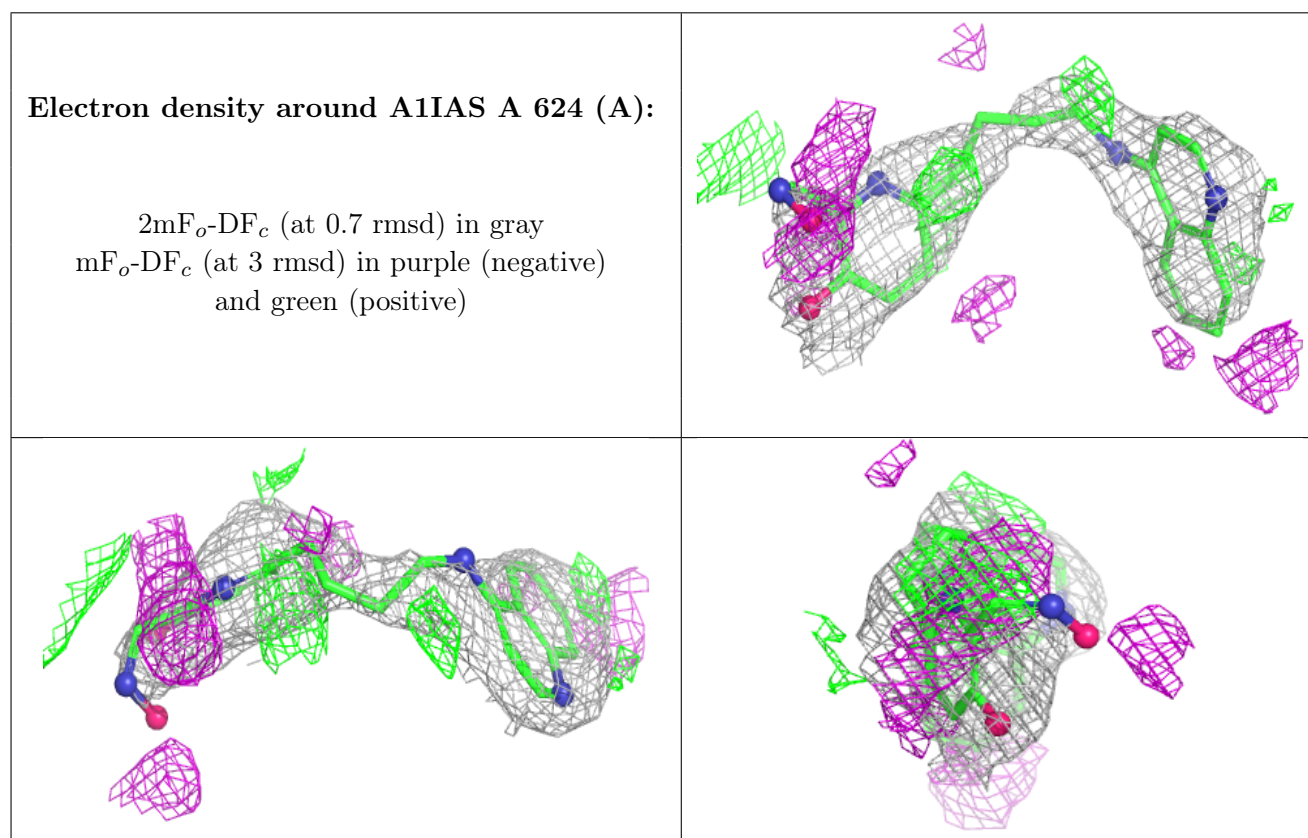 Electron density around A1IAS A 624 (A):
2mFo-DFc (at 0.7 rmsd) in gray
mFo-DFc (at 3 rmsd) in purple (negative)
and green (positive)